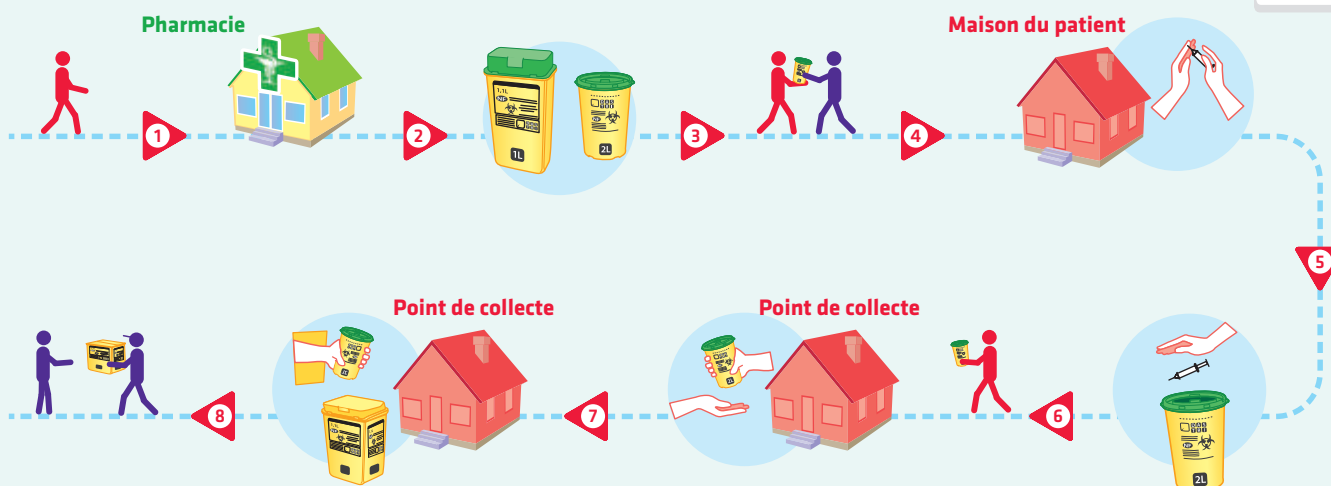 Pharmacie
Maison du patient
1
2
3
4
1,1L
1L
2L
5
Point de collecte
Point de collecte
8
7
6
2L